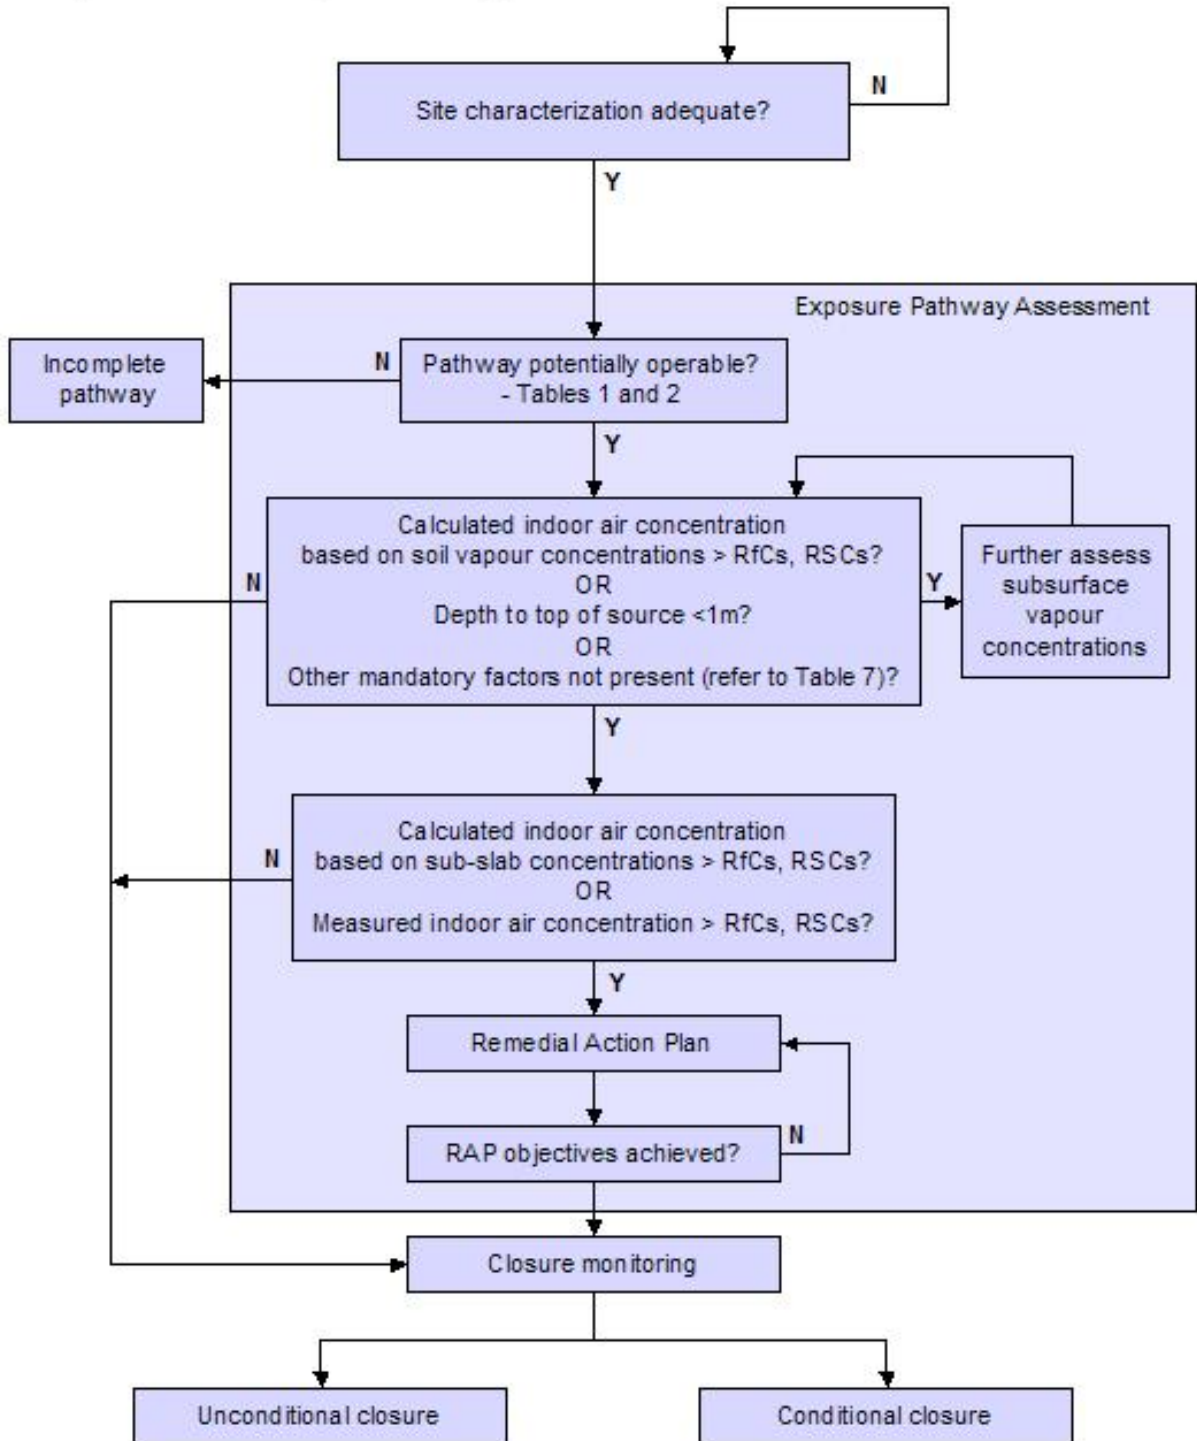 N
Site characterization adequate?
Y
Exposure Pathway Assessment
Incomplete
pathway
N
Pathway potentially operable?
- Tables 1 and 2
Y
Calculated indoor air concentration
based on soil vapour concentrations > RfCs, RSCs?
OR
Depth to top of source <1m?
OR
Other mandatory factors not present (refer to Table 7)?
N
Y
Further assess
subsurface
vapour
concentrations
Y
Calculated indoor air concentration
based on sub-slab concentrations > RfCs, RSCs?
OR
Measured indoor air concentration > RfCs, RSCs?
N
Y
Remedial Action Plan
RAP objectives achieved?
N
Closure monitoring
Unconditional closure
Conditional closure